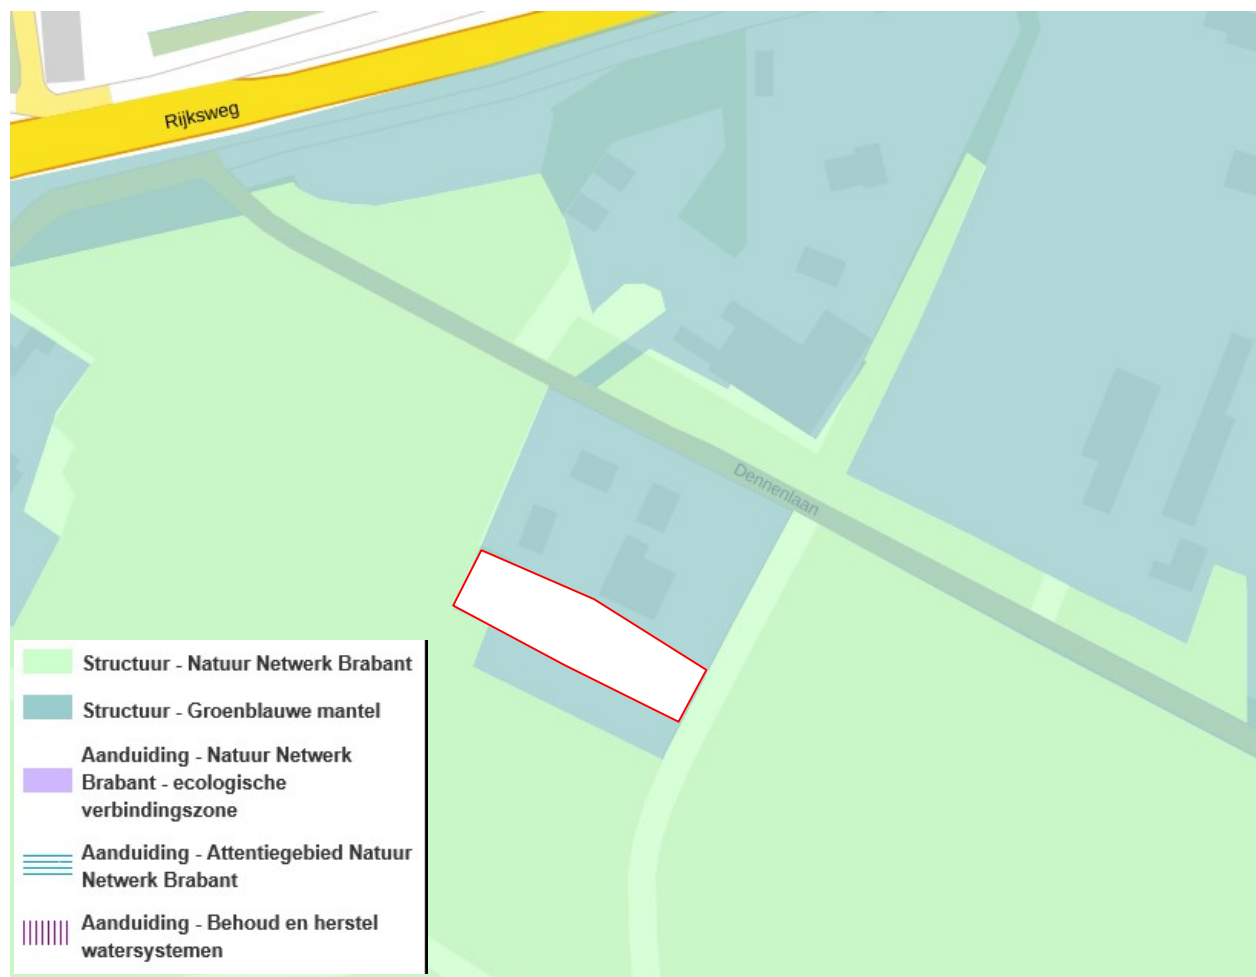 Rijksweg
Dennenlaan
Structuur - Natuur Netwerk Brabant
Structuur - Groenblauwe mantel
Aanduiding - Natuur Netwerk
Brabant - ecologische
verbindingszone
Aanduiding - Attentiegebied Natuur
Netwerk Brabant
Aanduiding - Behoud en herstel
watersystemen